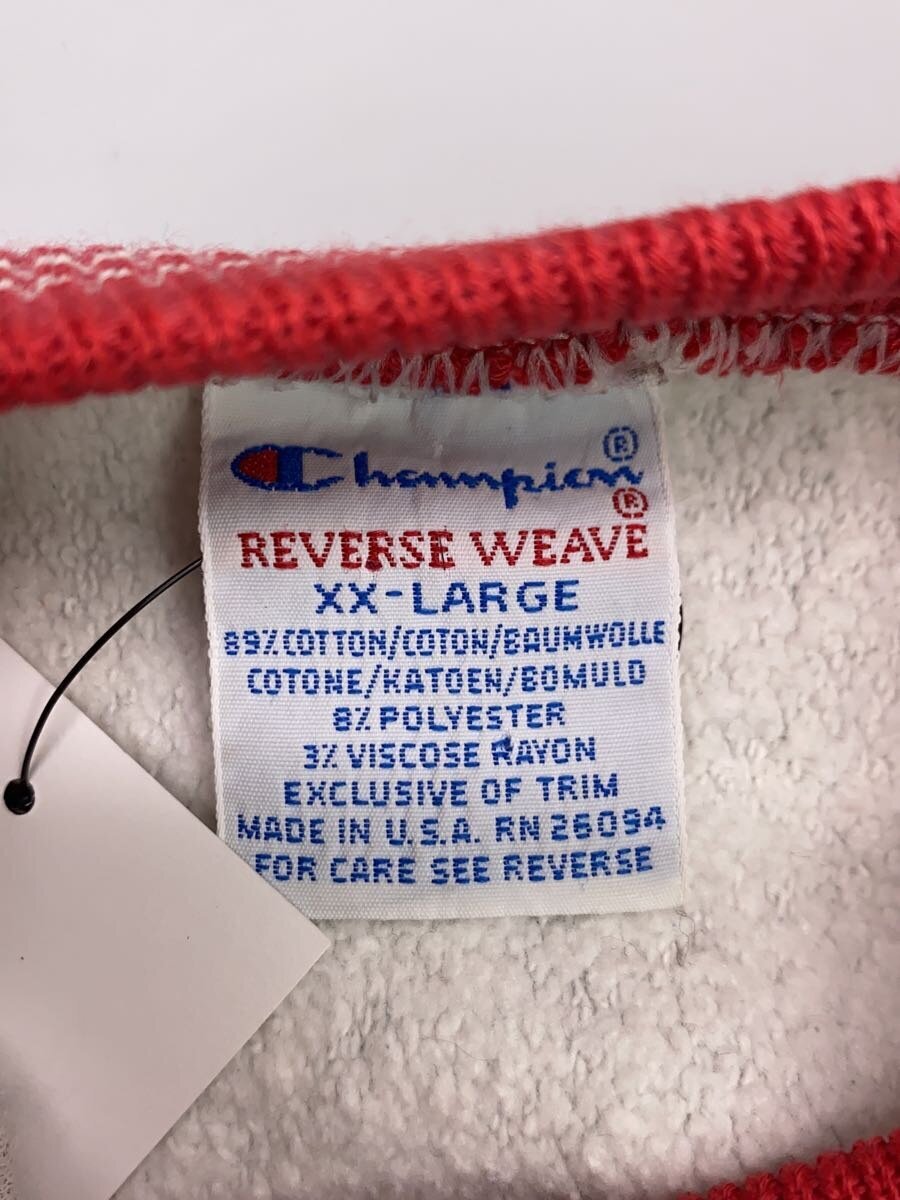 Champion®
®
REVERSE WEAVE
XX-LARGE
89% COTTON/COTON/BAUMWOLLE
COTONE/KATOEN/BOMULD
8% POLYESTER
3% VISCOSE RAYON
EXCLUSIVE OF TRIM
MADE IN U.S.A. RN 26094
FOR CARE SEE REVERSE